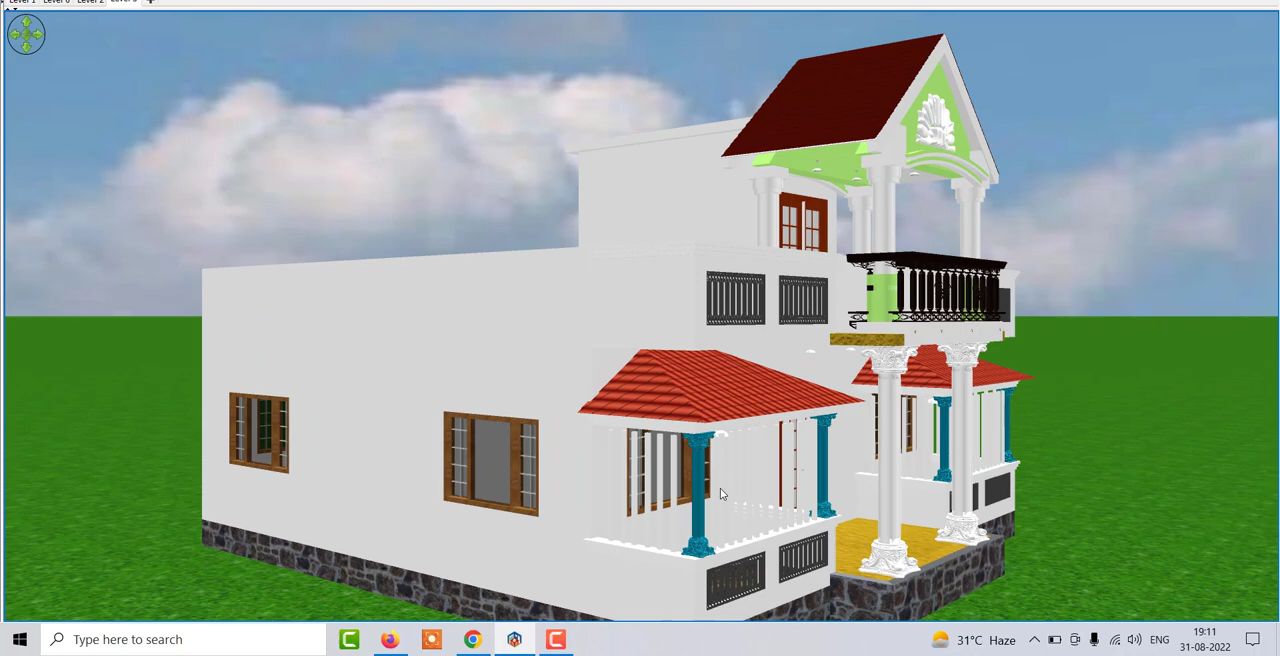 Level 1 Level 0 Level 2
Type here to search
31°C Haze
ENG
19:11
31-08-2022